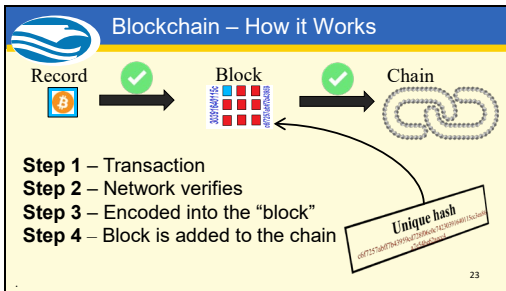 Blockchain – How it Works
Record
Block
Chain
Step 1 – Transaction
Step 2 – Network verifies
Step 3 – Encoded into the “block”
Step 4 – Block is added to the chain
Unique hash
23